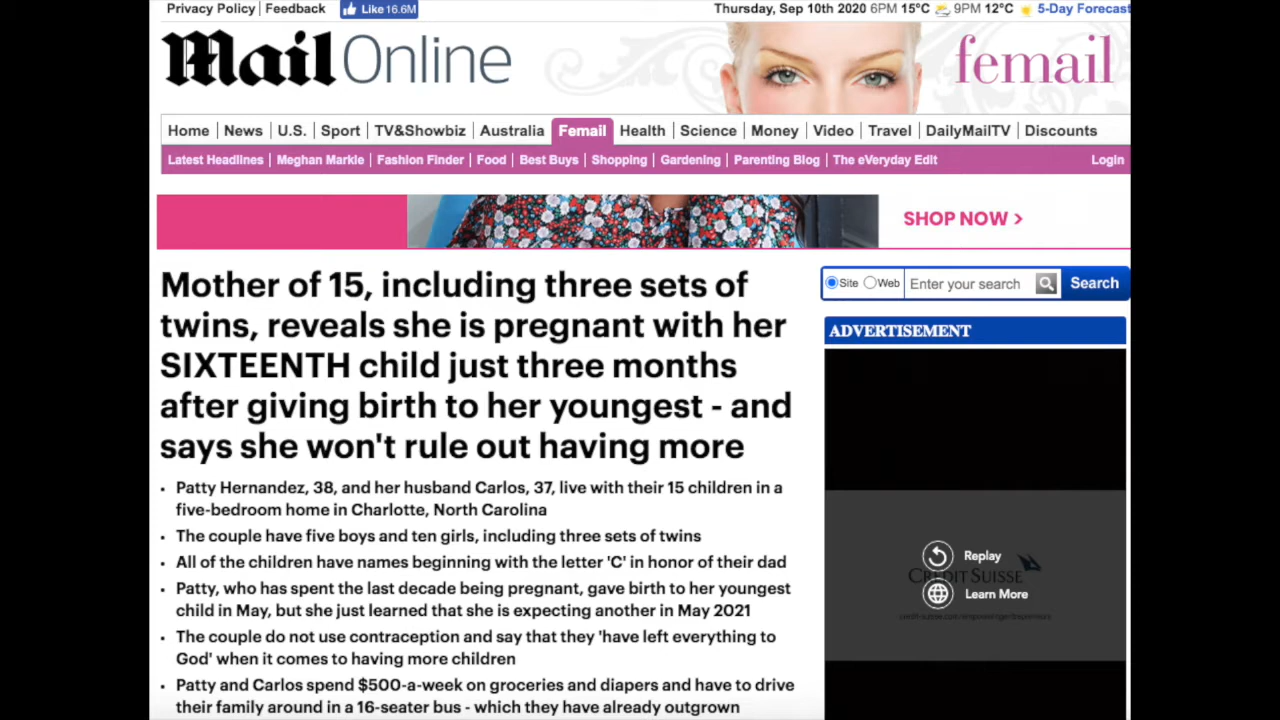 Privacy Policy Feedback Like 16.6M Thursday, Sep 10th 2020 6PM 15°C 9PM 12°C 5-Day Forecast
Mail Online femail
Home News U.S. Sport TV&Showbiz Australia Femail Health Science Money Video Travel DailyMailTV Discounts
Latest Headlines Meghan Markle Fashion Finder Food Best Buys Shopping Gardening Parenting Blog The eVeryday Edit Login
SHOP NOW >
Mother of 15, including three sets of
twins, reveals she is pregnant with her
SIXTEENTH child just three months
after giving birth to her youngest - and
says she won't rule out having more
• Patty Hernandez, 38, and her husband Carlos, 37, live with their 15 children in a
five-bedroom home in Charlotte, North Carolina
• The couple have five boys and ten girls, including three sets of twins
• All of the children have names beginning with the letter 'C' in honor of their dad
• Patty, who has spent the last decade being pregnant, gave birth to her youngest
child in May, but she just learned that she is expecting another in May 2021
• The couple do not use contraception and say that they 'have left everything to
God' when it comes to having more children
• Patty and Carlos spend $500-a-week on groceries and diapers and have to drive
their family around in a 16-seater bus - which they have already outgrown
Site Web Enter your search Search
ADVERTISEMENT
Replay
CREDIT SUISSE
Learn More